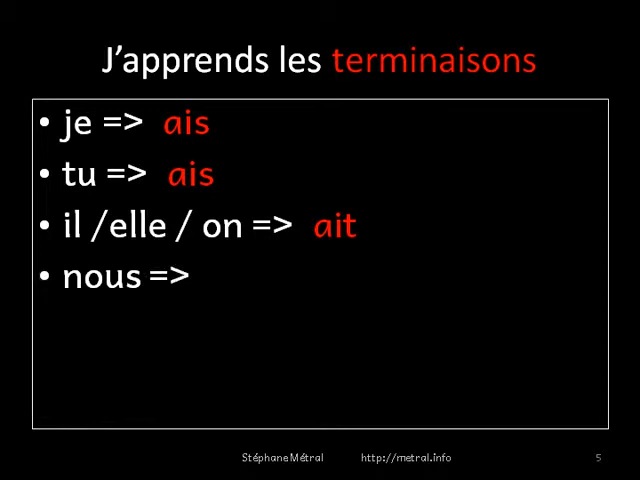 J'apprends les terminaisons
• je => ais
• tu => ais
• il /elle / on => ait
• nous =>
Stéphane Métral http://metral.info 5